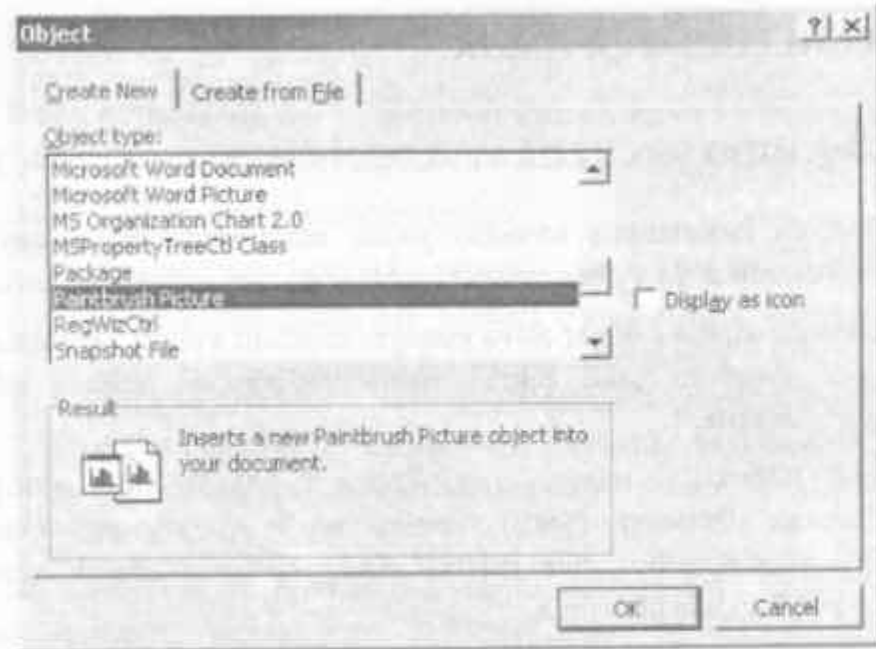 Object
? ×
Create New
Create from File
Object type:
Microsoft Word Document
Microsoft Word Picture
MS Organization Chart 2.0
MSPropertyTreeCtl Class
Package
Paintbrush Picture
RegWizCtrl
Snapshot File
Display as icon
Result
Inserts a new Paintbrush Picture object into
your document.
OK
Cancel